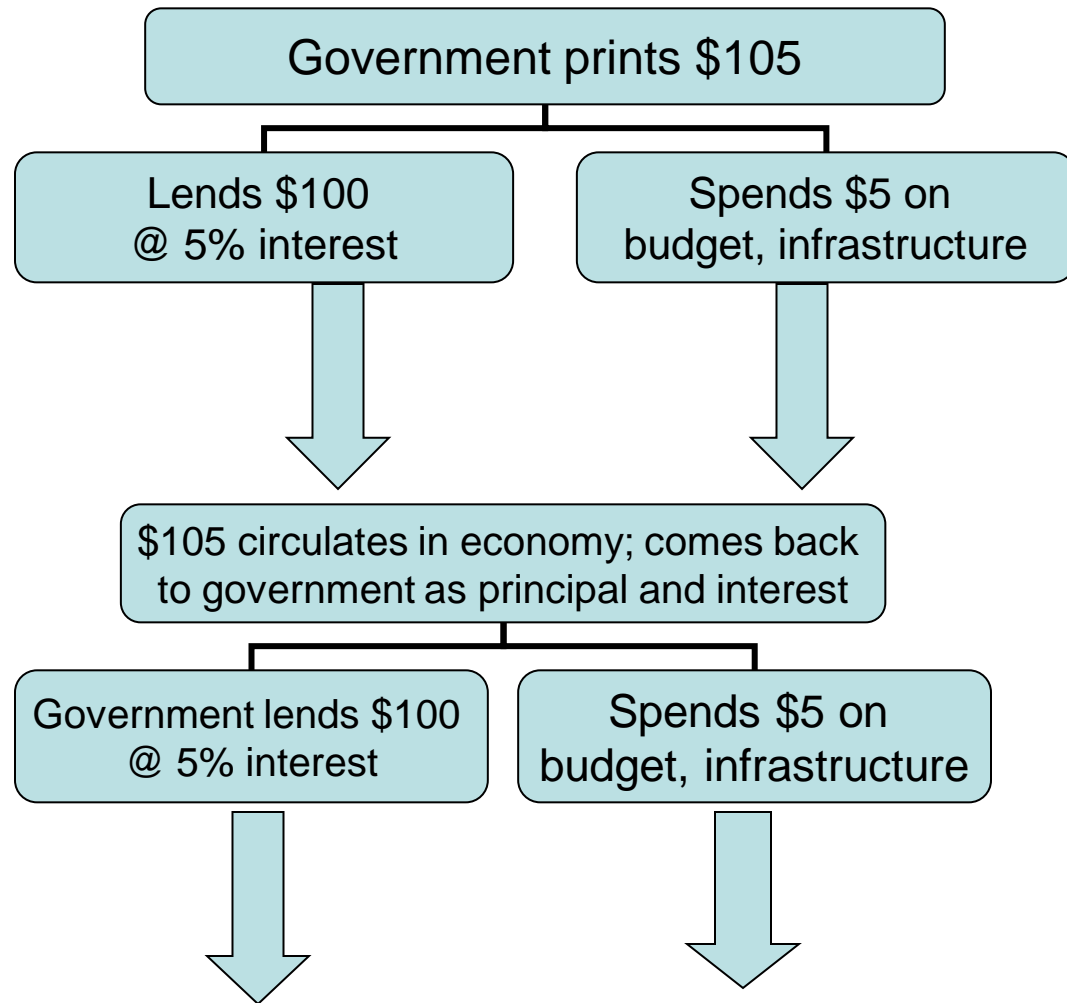 Government prints $105
Lends $100
@ 5% interest
Spends $5 on
budget, infrastructure
$105 circulates in economy; comes back
to government as principal and interest
Government lends $100
@ 5% interest
Spends $5 on
budget, infrastructure